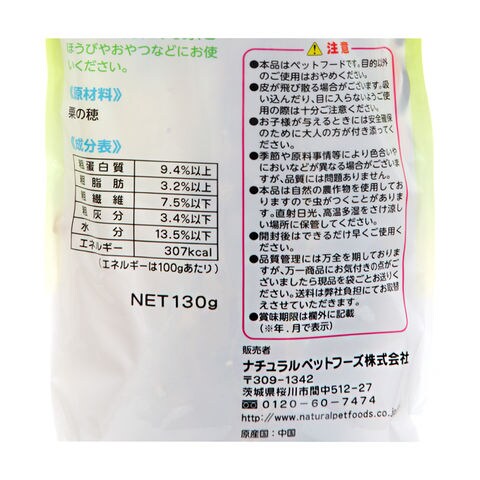 ほうびやおやつなどにお使
いください。
《原材料》
粟の穂
《成分表》
粗蛋白質 9.4%以上
粗脂肪 3.2%以上
粗繊維 7.5%以下
粗灰分 3.4%以下
水分 13.5%以下
エネルギー 307kcal
(エネルギーは100gあたり)
NET130g
注意
●本品はペットフードです。目的以外
のご使用はおやめください。
●皮が飛び散る場合がございます。吸
い込んだり、目に入らないようご使
用の際は十分ご注意ください。
●お子様が与えるときには安全確保
のために大人の方が付き添ってく
ださい。
●季節や原料事情等により色合いや
においなどが異なる場合がございま
すが、品質には問題ありません。
●本品は自然の農作物を使用してお
りますので虫がつくことがあり
ます。直射日光、高温多湿をさけ涼し
い場所に保管してください。
●開封後はできるだけ早くご使用く
ださい。
●品質管理には万全を期しております
が、万一商品にお気付きの点がご
ざいましたら現品を袋ごとお送りく
ださい。送料は弊社負担にてお取替
えさせていただきます。
●賞味期限は欄外に記載
(※年.月で表示)
販売者
ナチュラルペットフーズ株式会社
〒309-1342
茨城県桜川市間中512-27
0120-60-7474
http://www.naturalpetfoods.co.jp
原産国:中国